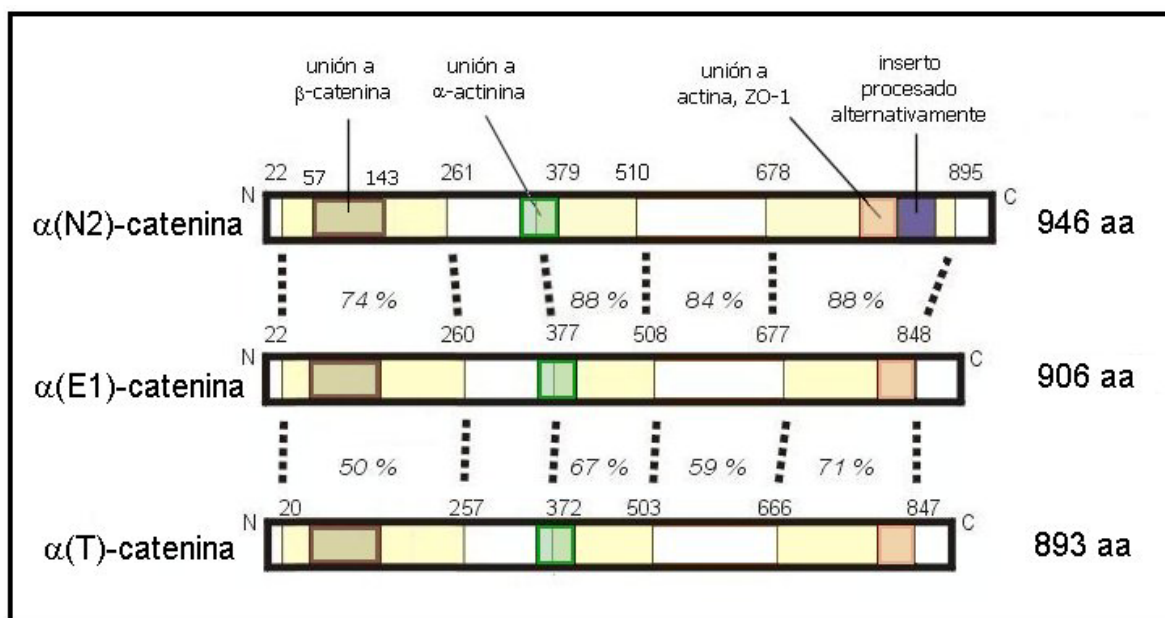 unión a
β-catenina
unión a
α-actinina
unión a
actina, ZO-1
inserto
procesado
alternativamente
22 57 143 261 379 510 678 895
N C
α(N2)-catenina 946 aa
74 % 88 % 84 % 88 %
22 260 377 508 677 848
N C
α(E1)-catenina 906 aa
50 % 67 % 59 % 71 %
20 257 372 503 666 847
N C
α(T)-catenina 893 aa